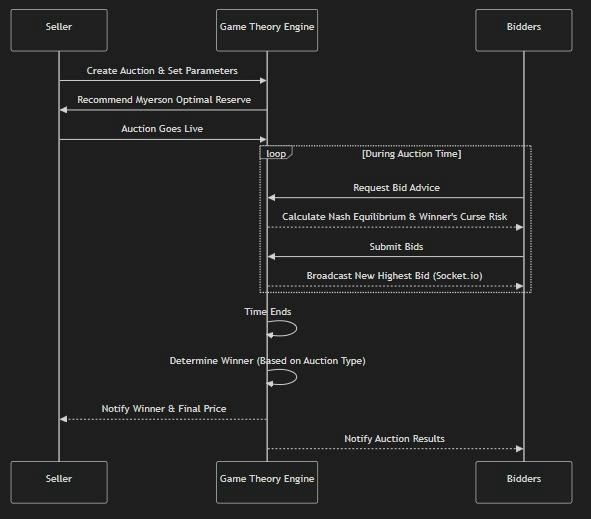 Seller
Game Theory Engine
Bidders
Create Auction & Set Parameters
Recommend Myerson Optimal Reserve
Auction Goes Live
loop
[During Auction Time]
Request Bid Advice
Calculate Nash Equilibrium & Winner's Curse Risk
Submit Bids
Broadcast New Highest Bid (Socket.io)
Time Ends
Determine Winner (Based on Auction Type)
Notify Winner & Final Price
Notify Auction Results
Seller
Game Theory Engine
Bidders